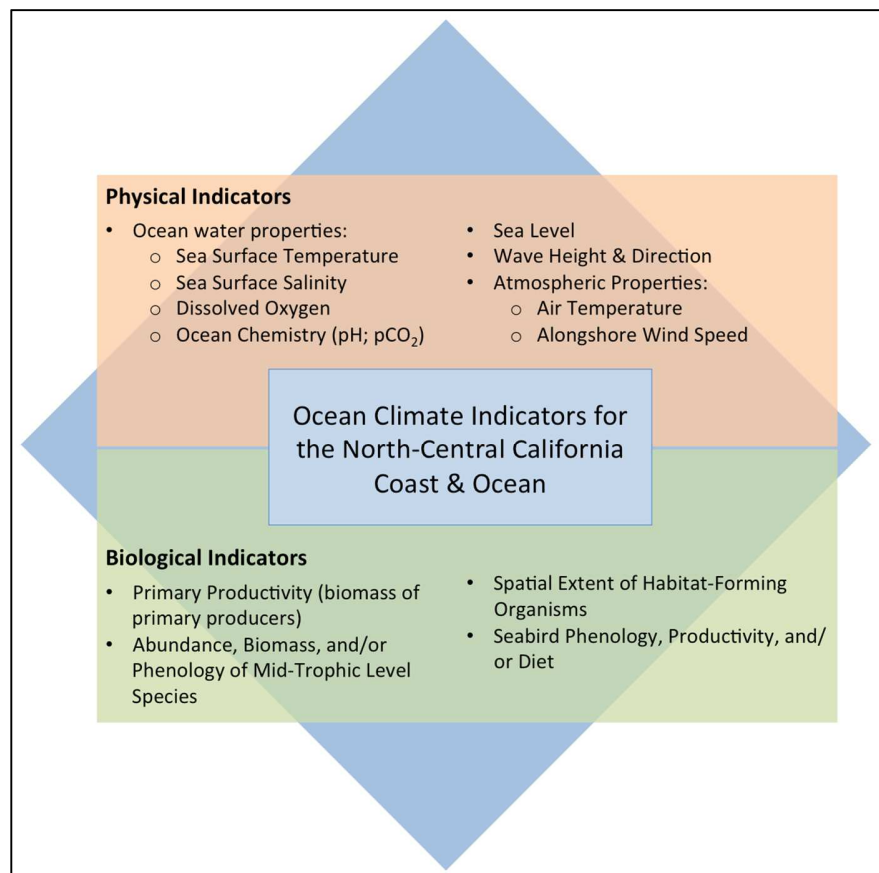 Physical Indicators
• Ocean water properties:
o Sea Surface Temperature
o Sea Surface Salinity
o Dissolved Oxygen
o Ocean Chemistry (pH; pCO₂)
• Sea Level
• Wave Height & Direction
• Atmospheric Properties:
o Air Temperature
o Alongshore Wind Speed
Ocean Climate Indicators for
the North-Central California
Coast & Ocean
Biological Indicators
• Primary Productivity (biomass of
primary producers)
• Abundance, Biomass, and/or
Phenology of Mid-Trophic Level
Species
• Spatial Extent of Habitat-Forming
Organisms
• Seabird Phenology, Productivity, and/
or Diet